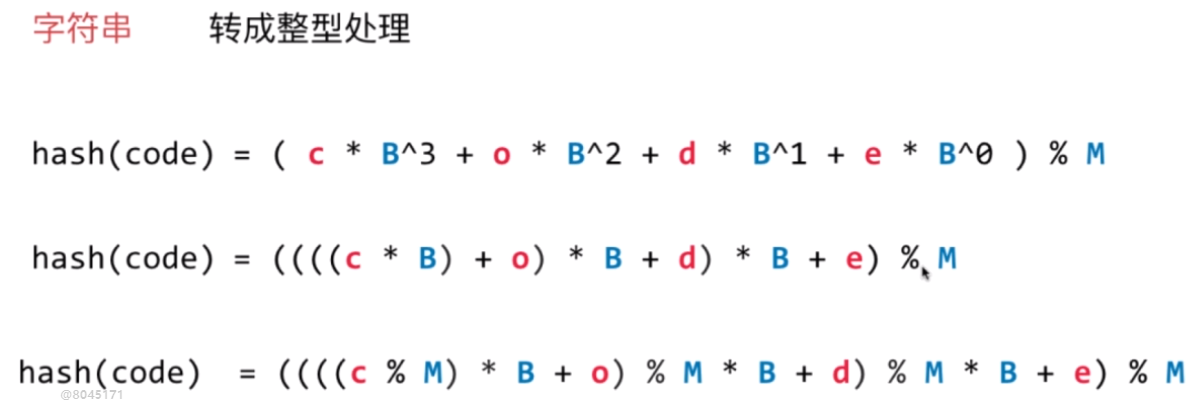 字符串 转成整型处理
hash(code) = ( c * B^3 + o * B^2 + d * B^1 + e * B^0 ) % M
hash(code) = ((((c * B) + o) * B + d) * B + e) % M
hash(code) = ((((c % M) * B + o) % M * B + d) % M * B + e) % M
@8045171